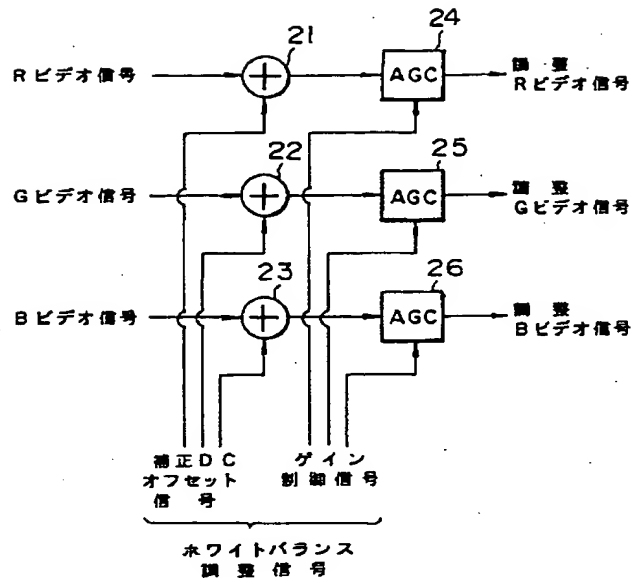 21
24
Rビデオ信号
AGC
調整
Rビデオ信号
22
25
Gビデオ信号
AGC
調整
Gビデオ信号
23
26
Bビデオ信号
AGC
調整
Bビデオ信号
補正DC
オフセット
信号
ゲイン
制御信号
ホワイトバランス
調整信号